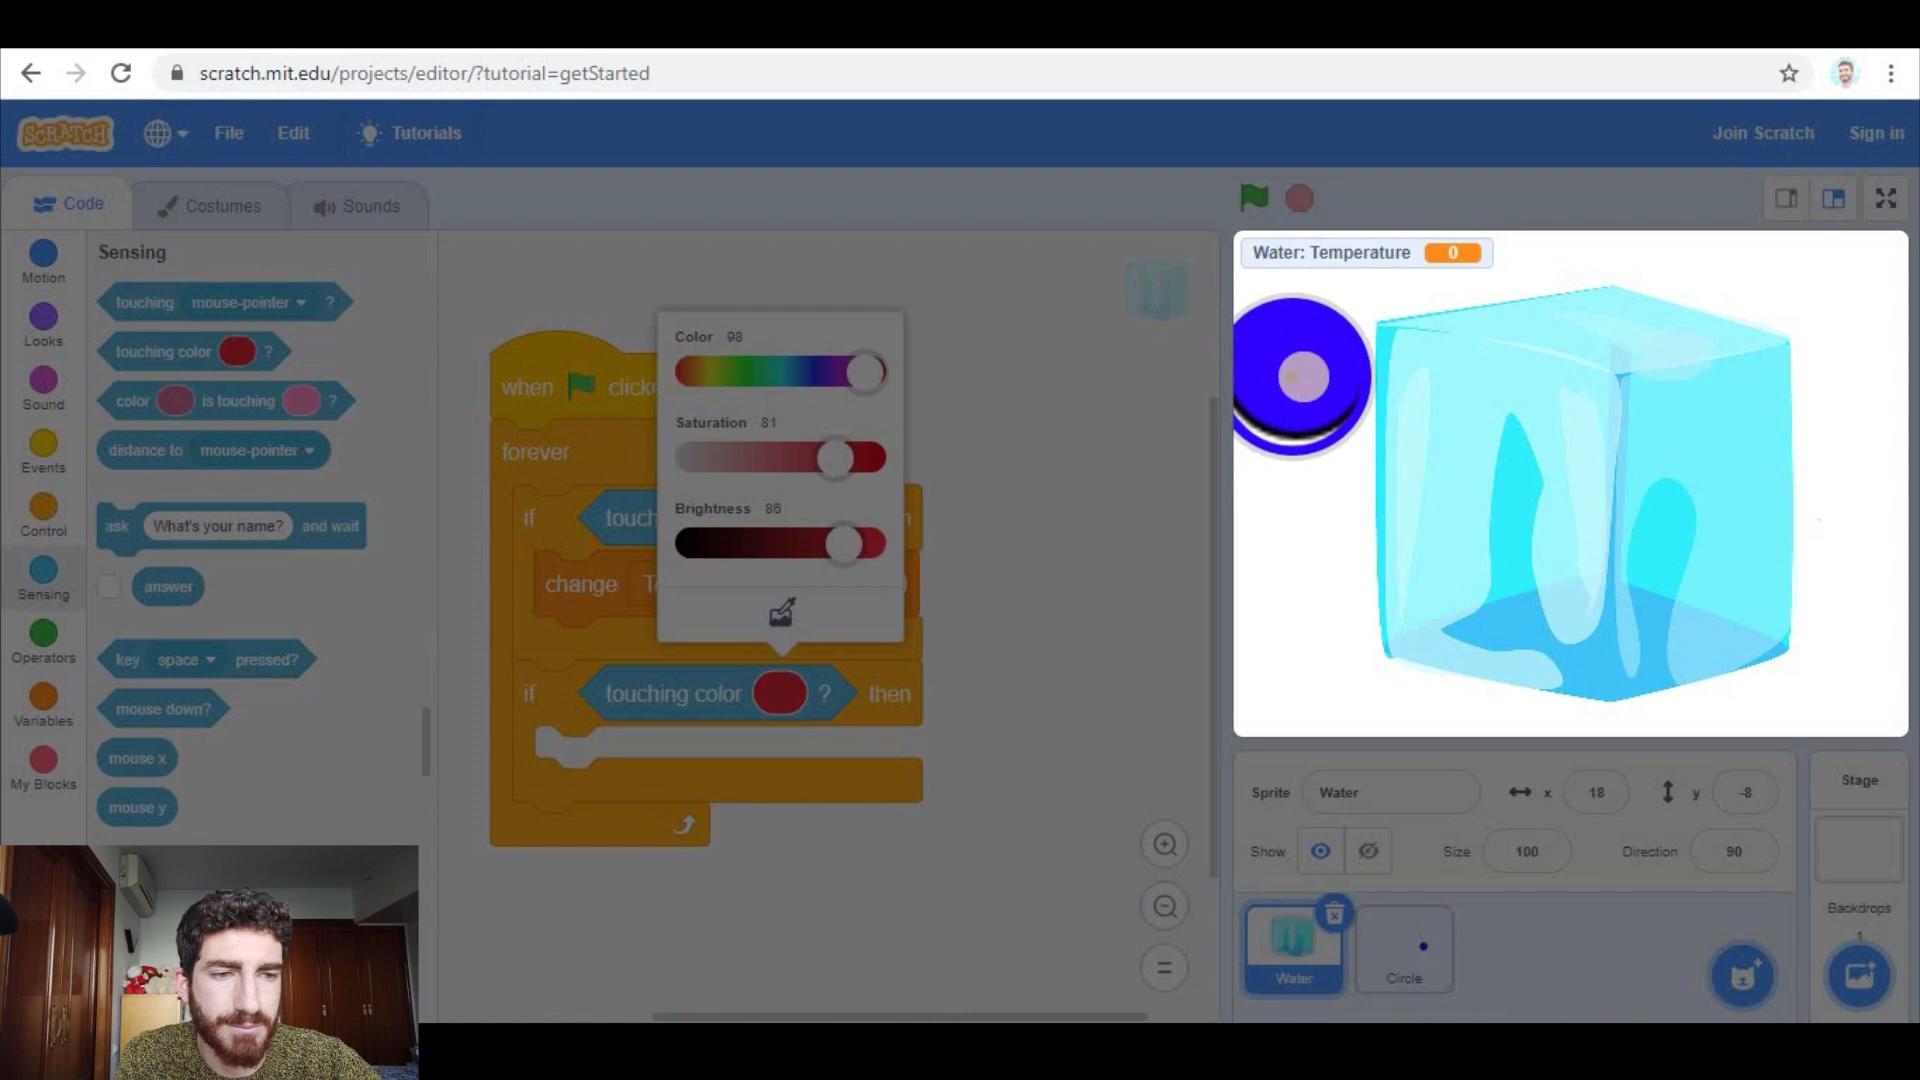 scratch.mit.edu/projects/editor/?tutorial=getStarted
SCRATCH File Edit Tutorials Join Scratch Sign in
Code Costumes Sounds
Motion
Looks
Sound
Events
Control
Sensing
Operators
Variables
My Blocks
Sensing
touching mouse-pointer ?
touching color ?
color is touching ?
distance to mouse-pointer
ask What's your name? and wait
answer
key space pressed?
mouse down?
mouse x
mouse y
when
forever
if
change
if touching color ? then
Color 98
Saturation 81
Brightness 86
Water: Temperature 0
Sprite Water x 18 y -8
Show Size 100 Direction 90
Water
Circle
Stage
Backdrops
1